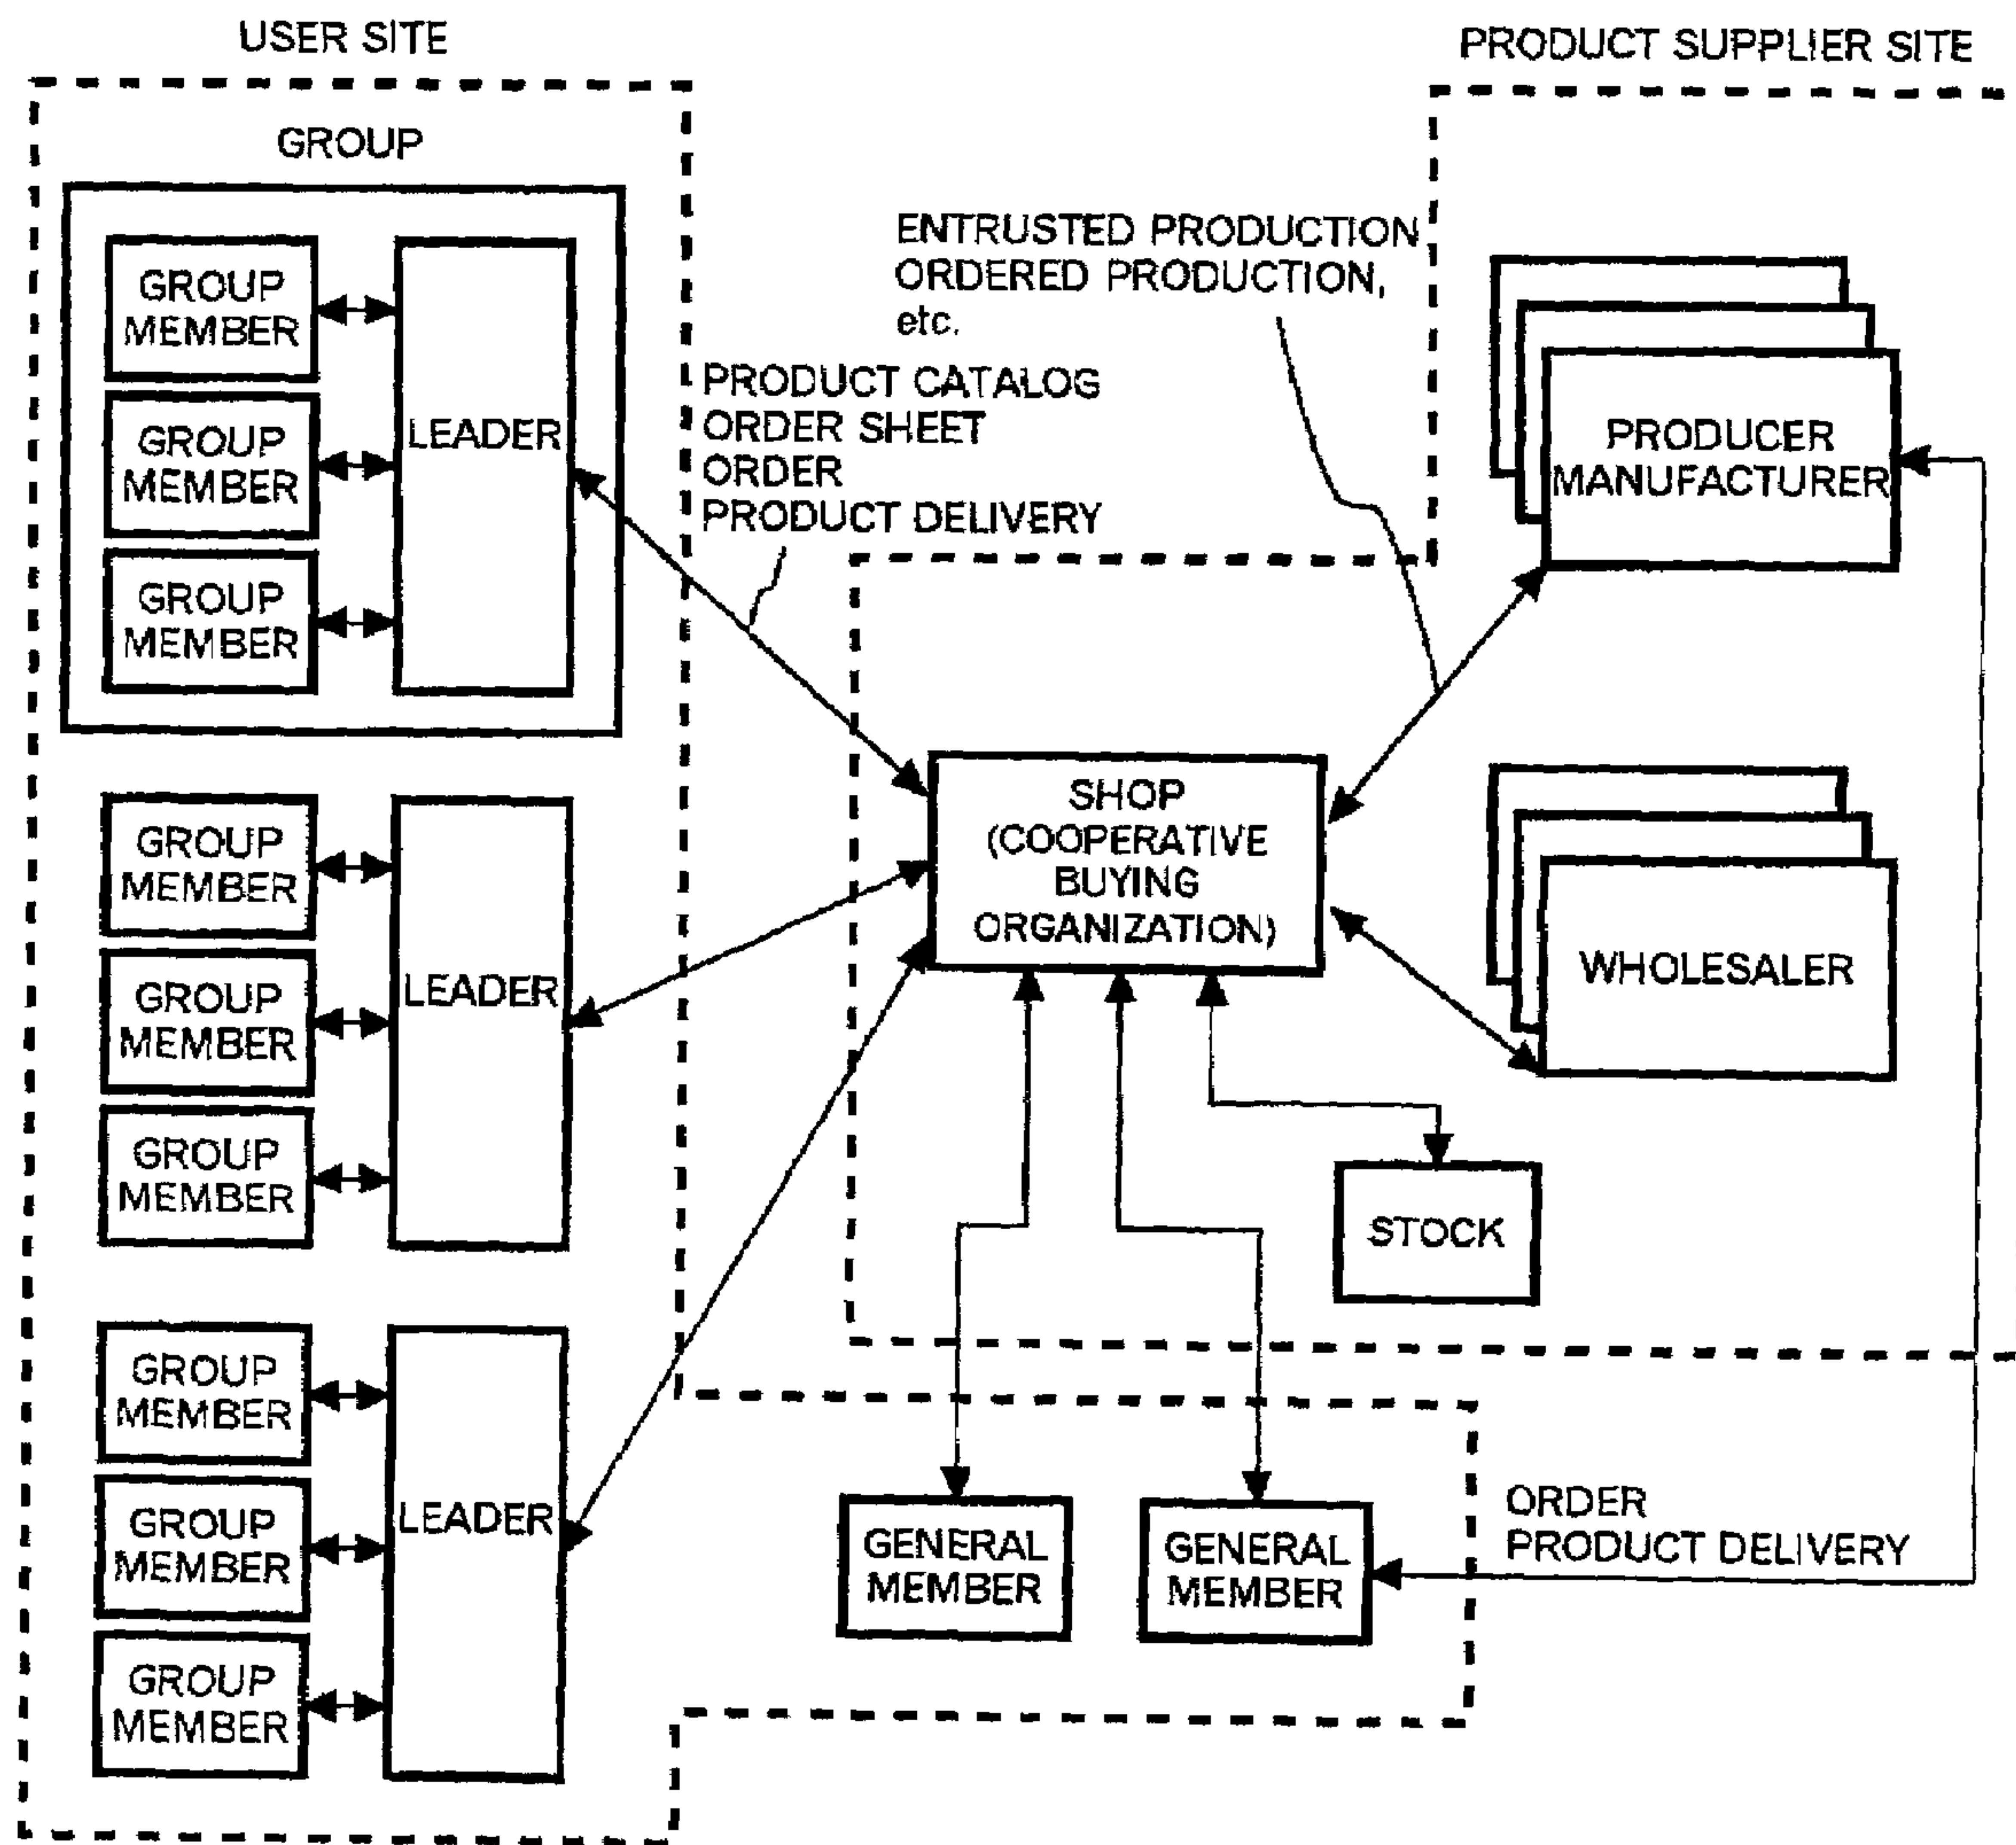 USER SITE
GROUP
GROUP
MEMBER
GROUP
MEMBER
GROUP
MEMBER
LEADER
GROUP
MEMBER
GROUP
MEMBER
GROUP
MEMBER
LEADER
GROUP
MEMBER
GROUP
MEMBER
GROUP
MEMBER
LEADER
PRODUCT CATALOG
ORDER SHEET
ORDER
PRODUCT DELIVERY
ENTRUSTED PRODUCTION
ORDERED PRODUCTION,
etc.
PRODUCT SUPPLIER SITE
PRODUCER
MANUFACTURER
SHOP
(COOPERATIVE
BUYING
ORGANIZATION)
WHOLESALER
STOCK
GENERAL
MEMBER
GENERAL
MEMBER
ORDER
PRODUCT DELIVERY